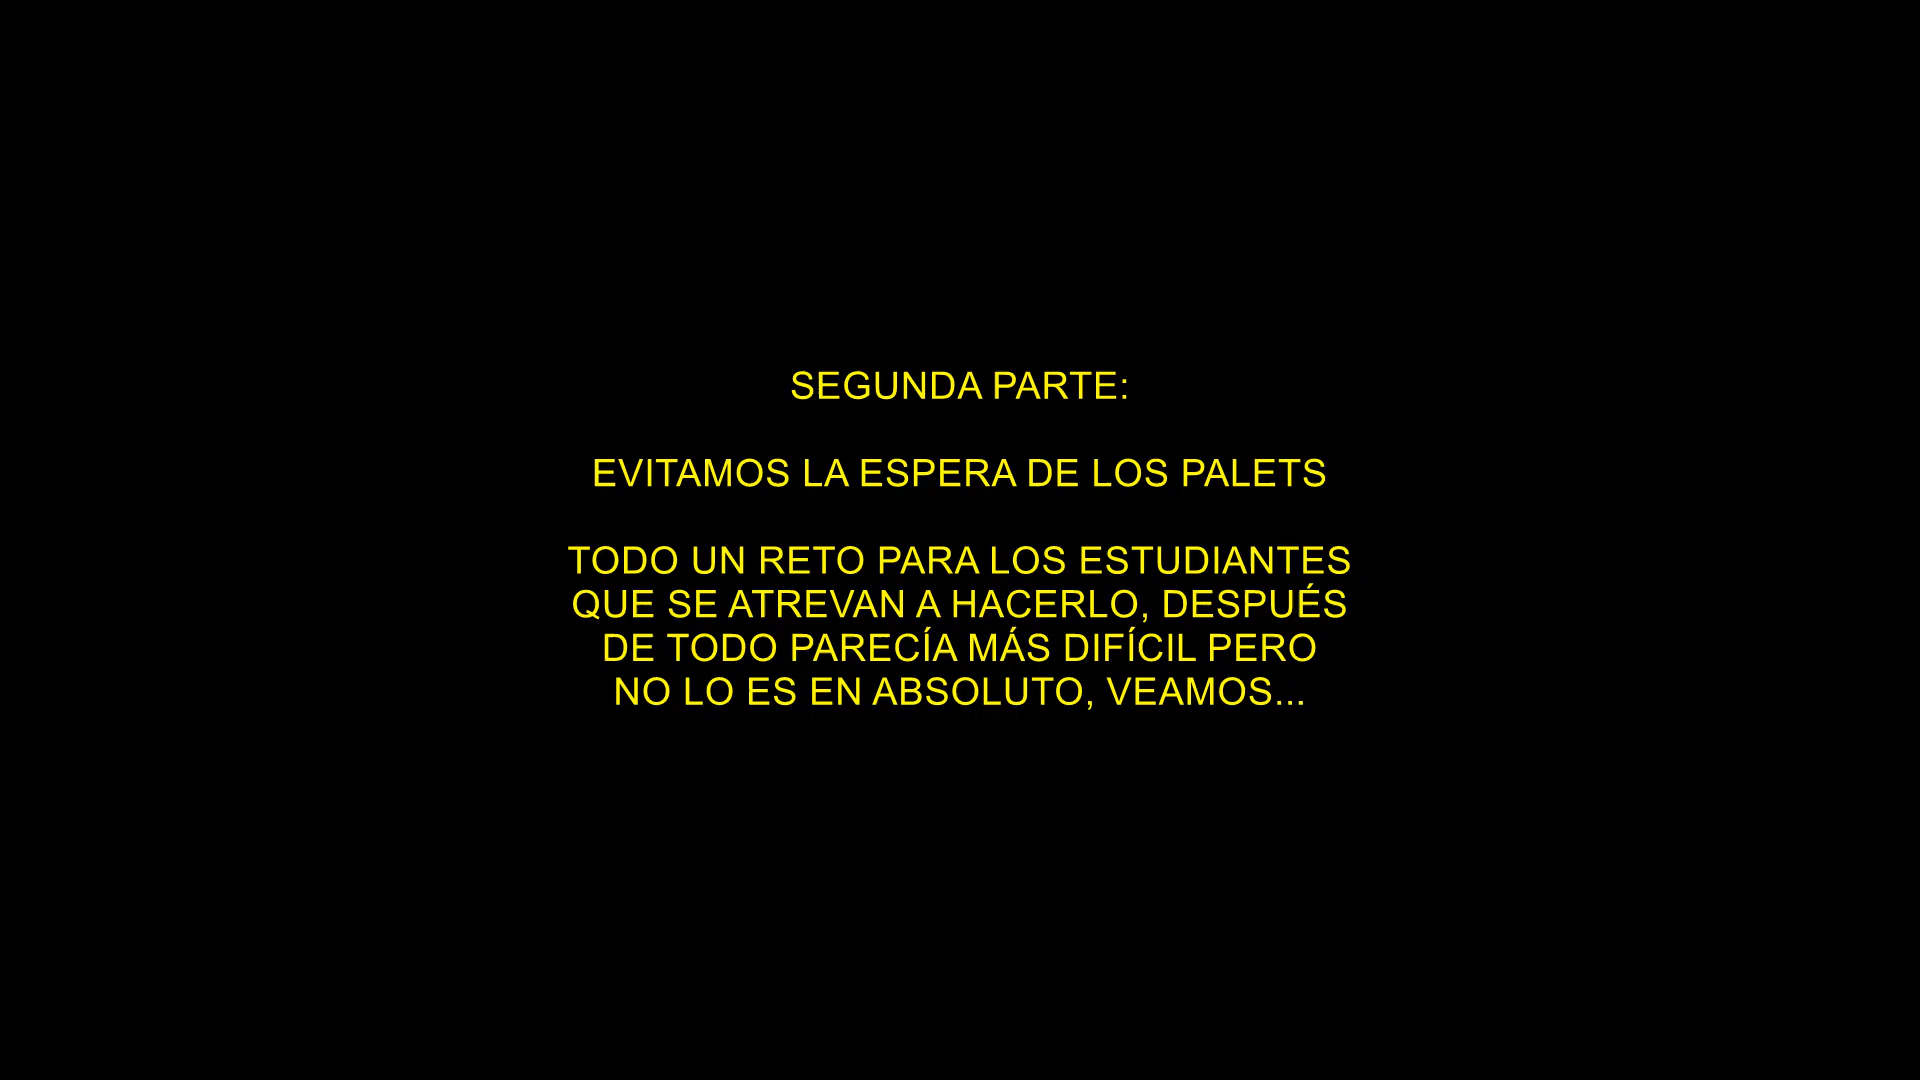 SEGUNDA PARTE:
EVITAMOS LA ESPERA DE LOS PALETS
TODO UN RETO PARA LOS ESTUDIANTES
QUE SE ATREVAN A HACERLO, DESPUÉS
DE TODO PARECÍA MÁS DIFÍCIL PERO
NO LO ES EN ABSOLUTO, VEAMOS...